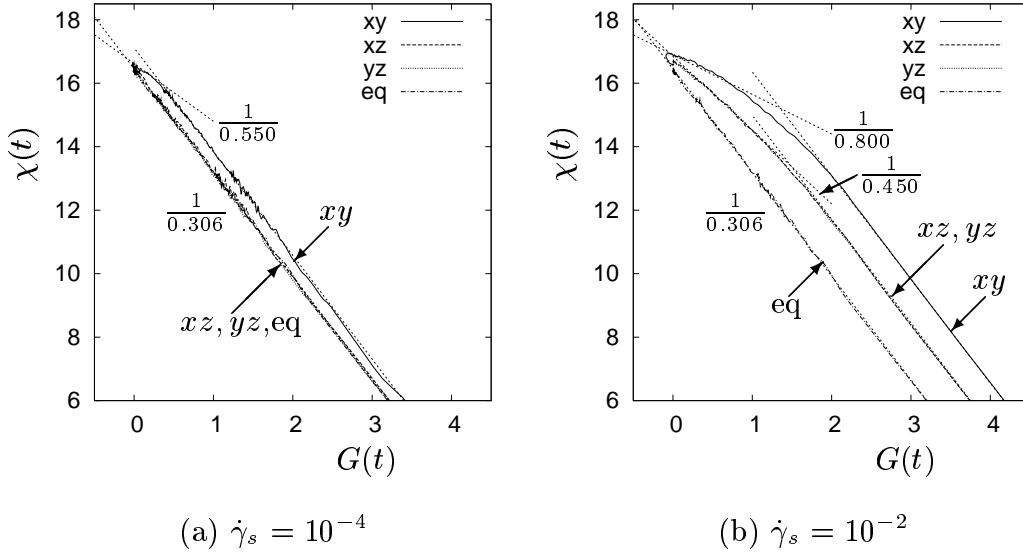 18
16
14
12
10
8
6
χ(t)
xy
xz
yz
eq
1
0.550
1
0.306
xy
xz, yz,eq
0 1 2 3 4
G(t)
(a) γ̇s = 10−4
18
16
14
12
10
8
6
χ(t)
xy
xz
yz
eq
1
0.800
1
0.450
1
0.306
xz, yz
xy
eq
0 1 2 3 4
G(t)
(b) γ̇s = 10−2